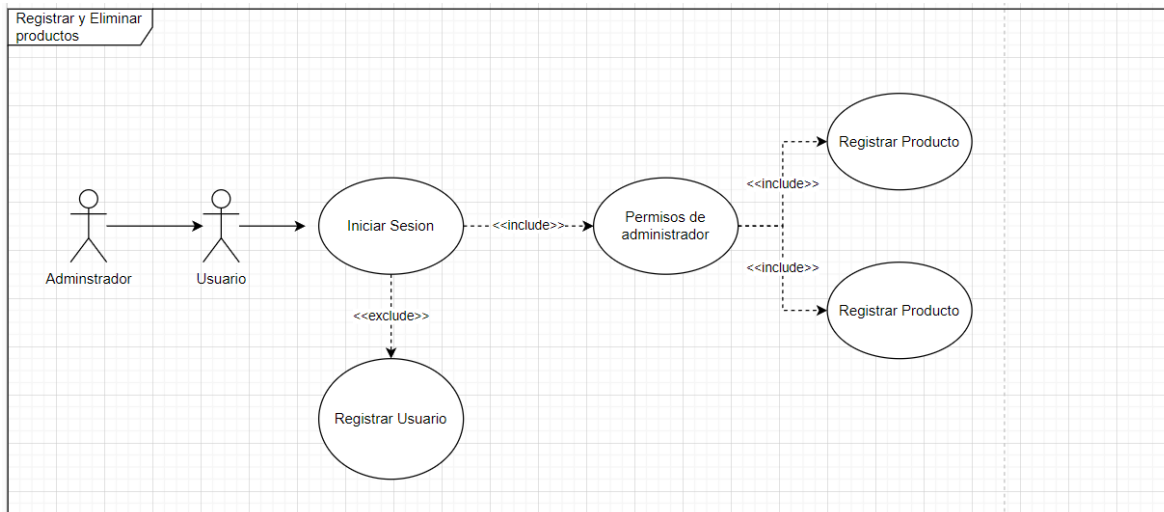 Registrar y Eliminar
productos
Registrar Producto
<<include>>
Iniciar Sesion
<<include>>
Permisos de
administrador
Adminstrador
Usuario
<<include>>
Registrar Producto
<<exclude>>
Registrar Usuario